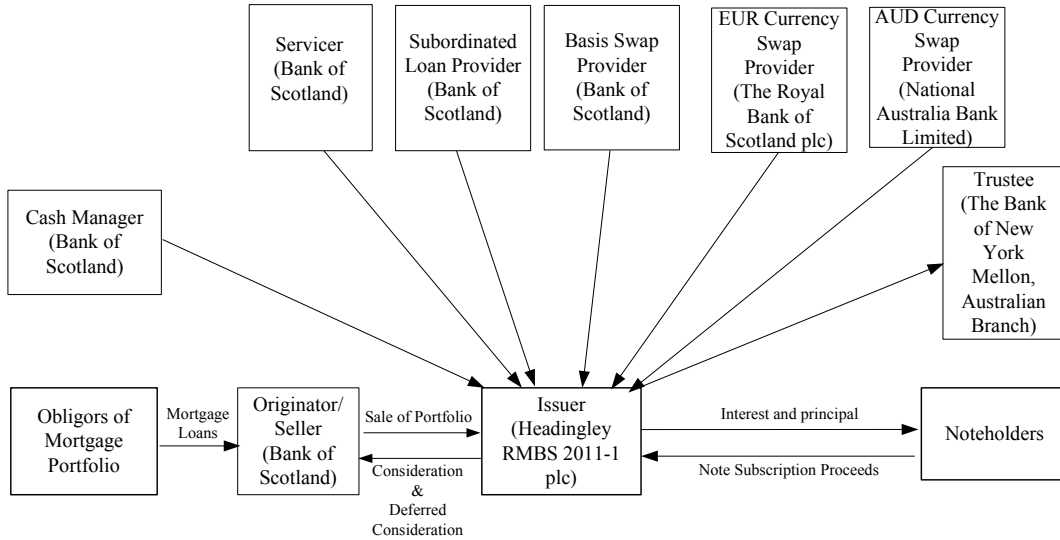 Servicer
(Bank of
Scotland)
Subordinated
Loan Provider
(Bank of
Scotland)
Basis Swap
Provider
(Bank of
Scotland)
EUR Currency
Swap
Provider
(The Royal
Bank of
Scotland plc)
AUD Currency
Swap
Provider
(National
Australia Bank
Limited)
Cash Manager
(Bank of
Scotland)
Trustee
(The Bank
of New
York
Mellon,
Australian
Branch)
Obligors of
Mortgage
Portfolio
Mortgage
Loans
Originator/
Seller
(Bank of
Scotland)
Sale of Portfolio
Consideration
&
Deferred
Consideration
Issuer
(Headingley
RMBS 2011-1
plc)
Interest and principal
Note Subscription Proceeds
Noteholders